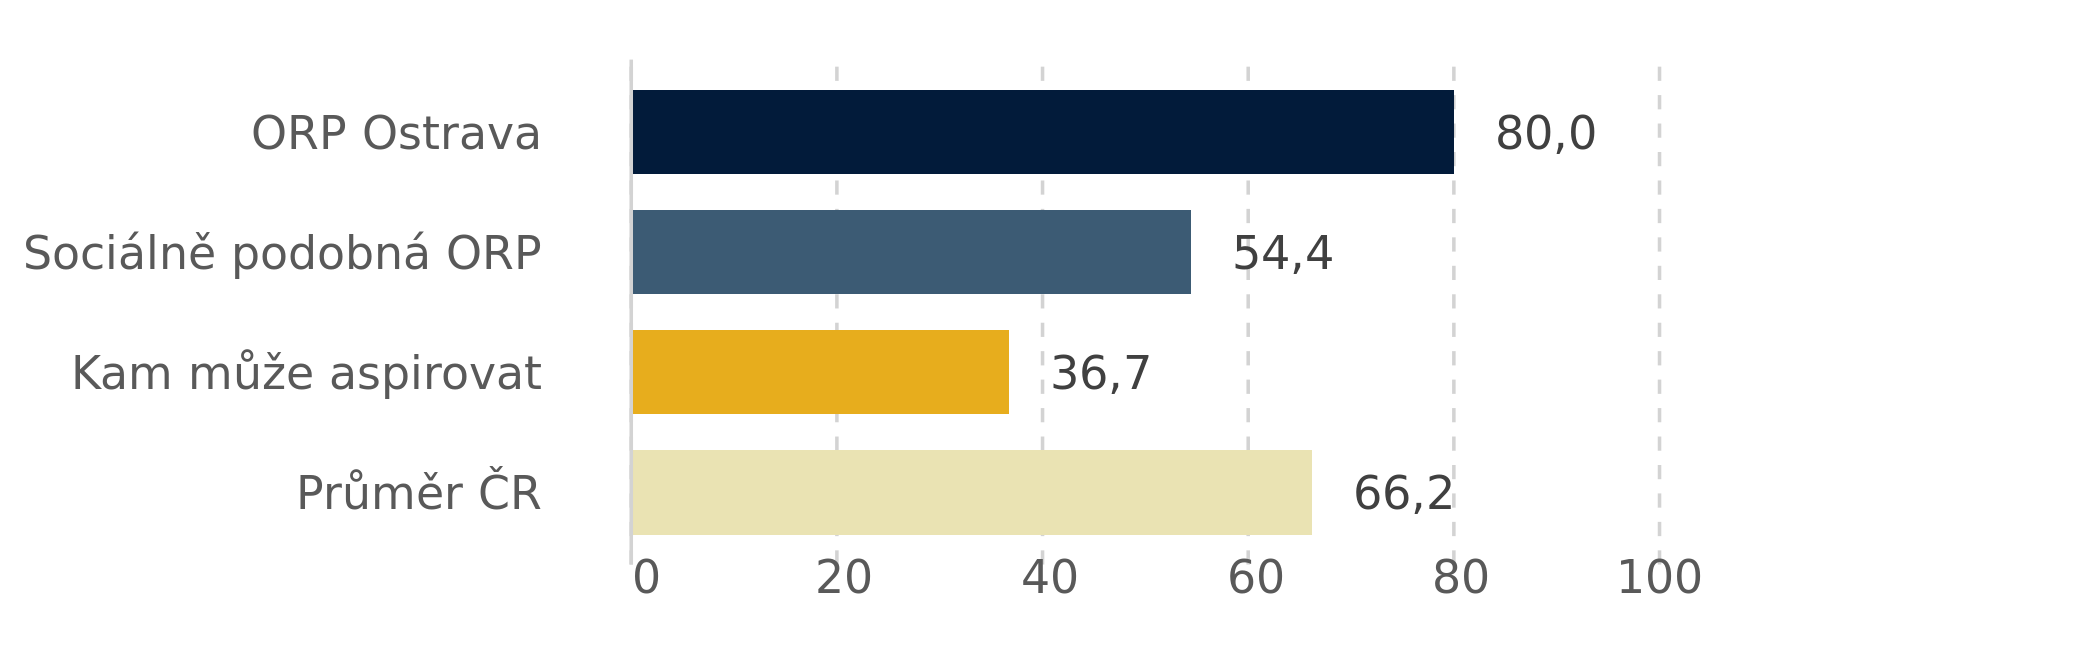 ORP Ostrava 80,0
Sociálně podobná ORP 54,4
Kam může aspirovat 36,7
Průměr ČR 66,2
0 20 40 60 80 100